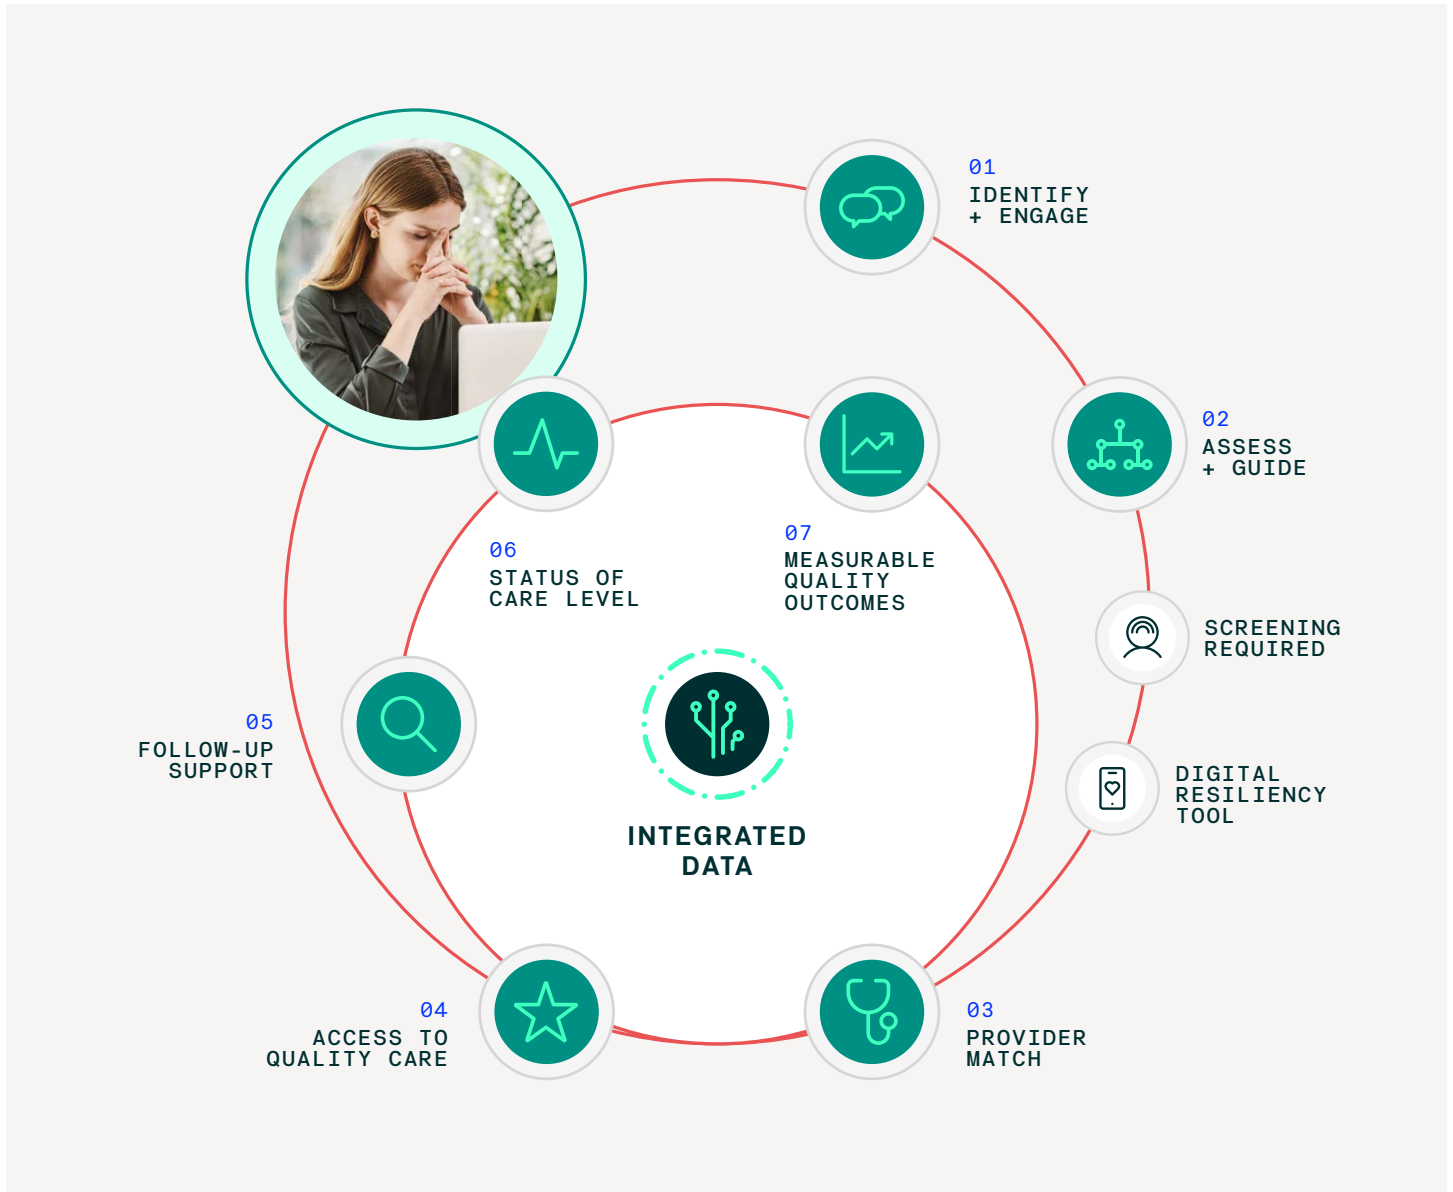 01
IDENTIFY
+ ENGAGE
02
ASSESS
+ GUIDE
SCREENING
REQUIRED
DIGITAL
RESILIENCY
TOOL
03
PROVIDER
MATCH
04
ACCESS TO
QUALITY CARE
05
FOLLOW-UP
SUPPORT
06
STATUS OF
CARE LEVEL
07
MEASURABLE
QUALITY
OUTCOMES
INTEGRATED
DATA